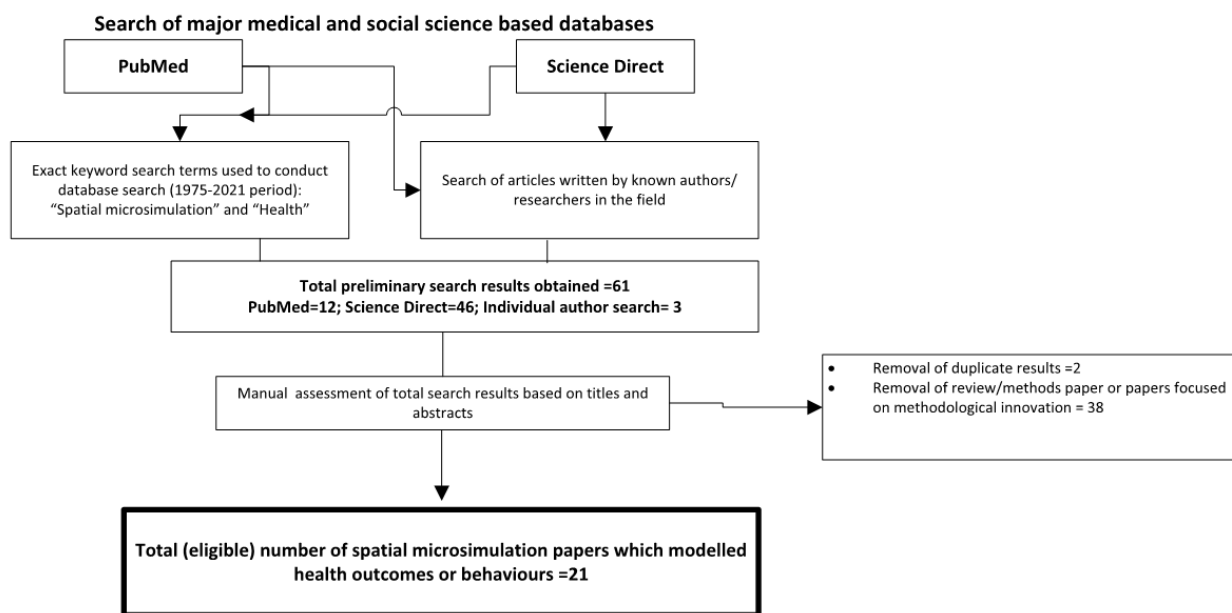 Search of major medical and social science based databases
PubMed
Science Direct
Exact keyword search terms used to conduct
database search (1975-2021 period):
“Spatial microsimulation” and “Health”
Search of articles written by known authors/
researchers in the field
Total preliminary search results obtained =61
PubMed=12; Science Direct=46; Individual author search= 3
Manual assessment of total search results based on titles and
abstracts
• Removal of duplicate results =2
• Removal of review/methods paper or papers focused
on methodological innovation = 38
Total (eligible) number of spatial microsimulation papers which modelled
health outcomes or behaviours =21